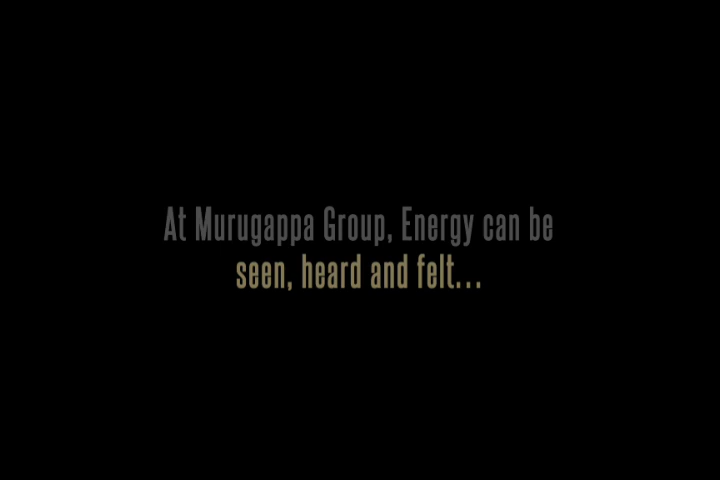 At Murugappa Group, Energy can be
seen, heard and felt...